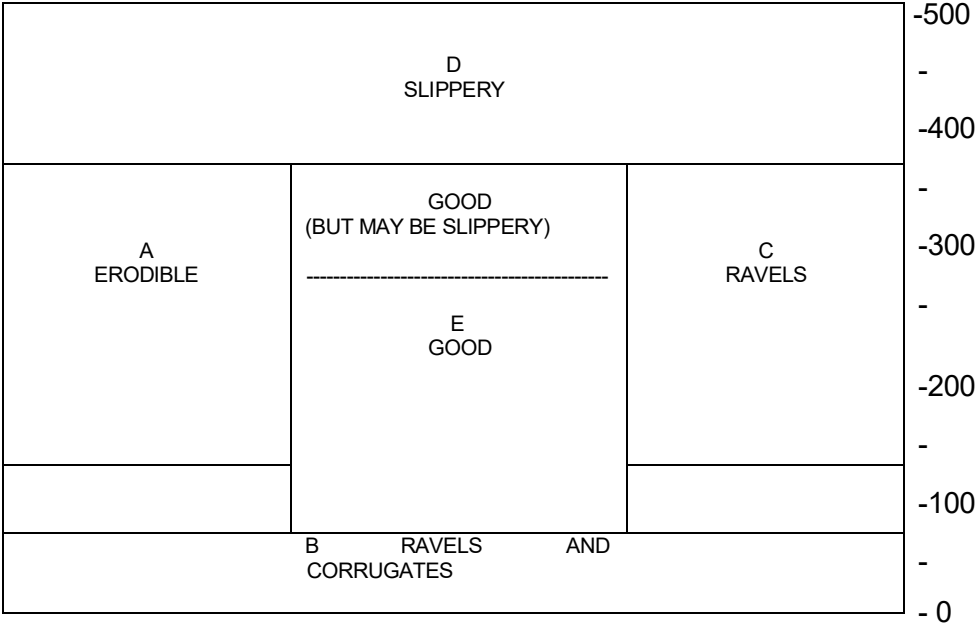 -500
D
SLIPPERY
-
-400
GOOD
(BUT MAY BE SLIPPERY)
-
A
ERODIBLE
C
RAVELS
-300
---------------------------------------------
-
E
GOOD
-200
-
-100
B RAVELS AND
CORRUGATES
-
- 0